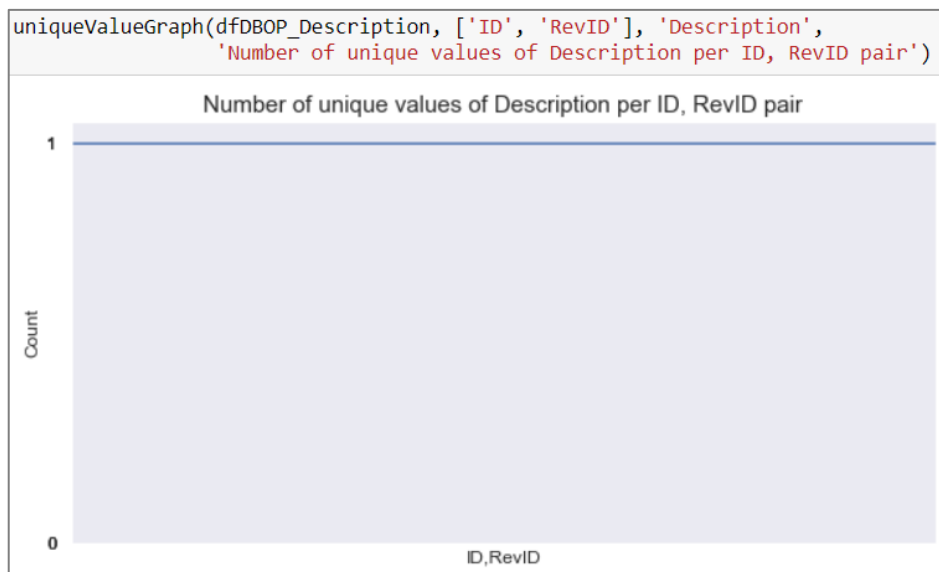 uniqueValueGraph(dfDBOP_Description, ['ID', 'RevID'], 'Description',
'Number of unique values of Description per ID, RevID pair')
Number of unique values of Description per ID, RevID pair
1
Count
0
ID,RevID